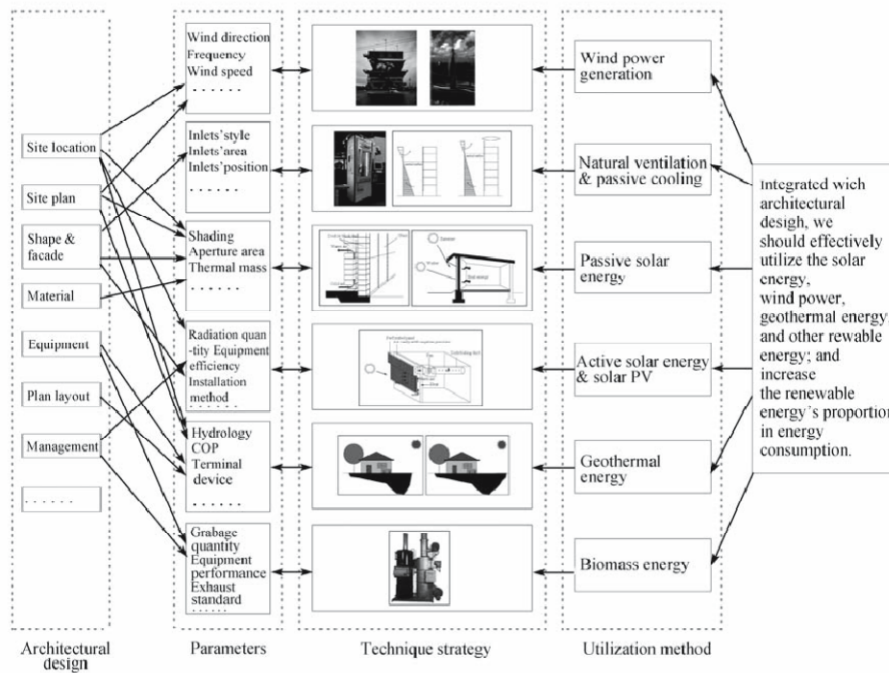 Site location
Site plan
Shape &
facade
Material
Equipment
Plan layout
Management
. . . . . .
Architectural
design
Wind direction
Frequency
Wind speed
. . . . . .
Inlets'style
Inlets'area
Inlets'position
. . . . . .
Shading
Aperture area
Thermal mass
. . . . . .
Radiation quan
-tity Equipment
efficiency
Installation
method
. . . . . .
Hydrology
COP
Terminal
device
. . . . . .
Grabage
quantity
Equipment
performance
Exhaust
standard
. . . . . .
Parameters
Technique strategy
Wind power
generation
Natural ventilation
& passive cooling
Passive solar
energy
Active solar energy
& solar PV
Geothermal
energy
Biomass energy
Utilization method
Integrated wich
architectural
desigh, we
should effectively
utilize the solar
energy,
wind power,
geothermal energy,
and other rewable
energy; and
increase
the renewable
energy's proportion
in energy
consumption.